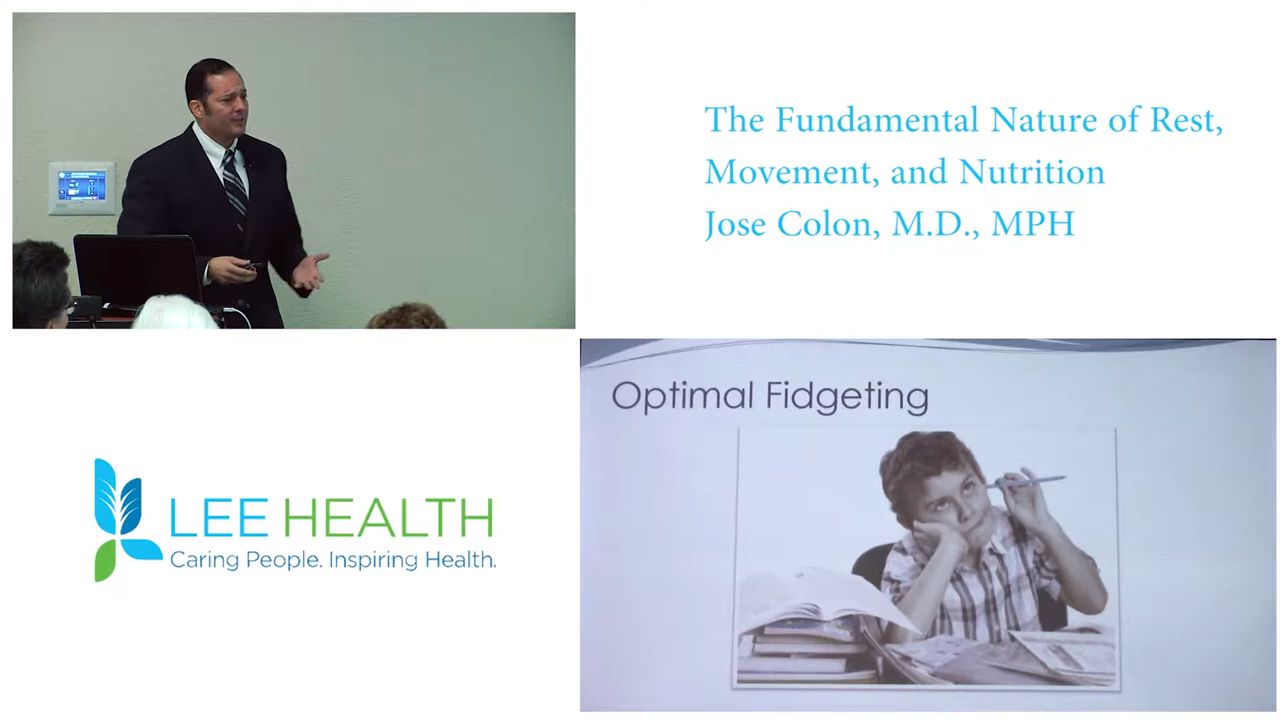 The Fundamental Nature of Rest,
Movement, and Nutrition
Jose Colon, M.D., MPH
Optimal Fidgeting
LEE HEALTH
Caring People. Inspiring Health.